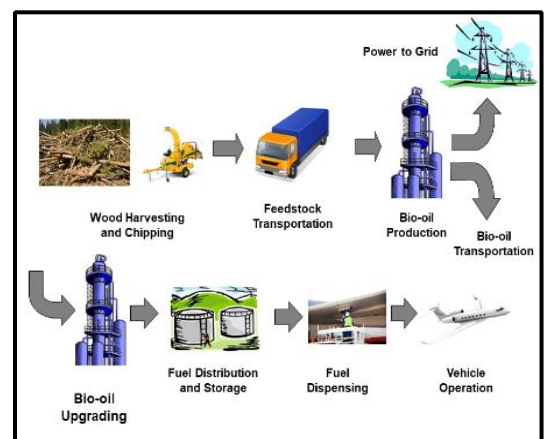 Power to Grid
Wood Harvesting
and Chipping
Feedstock
Transportation
Bio-oil
Production
Bio-oil
Transportation
Bio-oil
Upgrading
Fuel Distribution
and Storage
Fuel
Dispensing
Vehicle
Operation